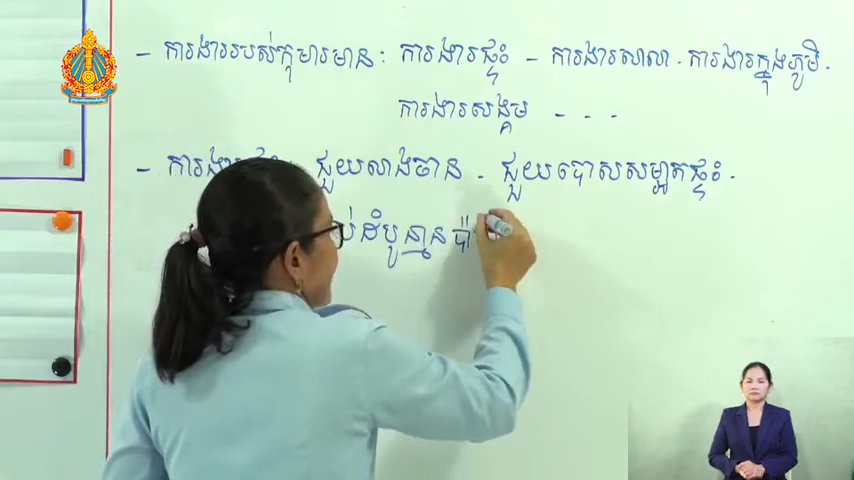 - ការងាររបស់កុមារមាន: ការងារផ្ទះ - ការងារសាលា - ការងារក្នុងភូមិ -
ការងារសង្គម - - -
- ជួយលាងចាន - ជួយបោសសម្អាតផ្ទះ -
ដំបូន្មាន ប៉ា